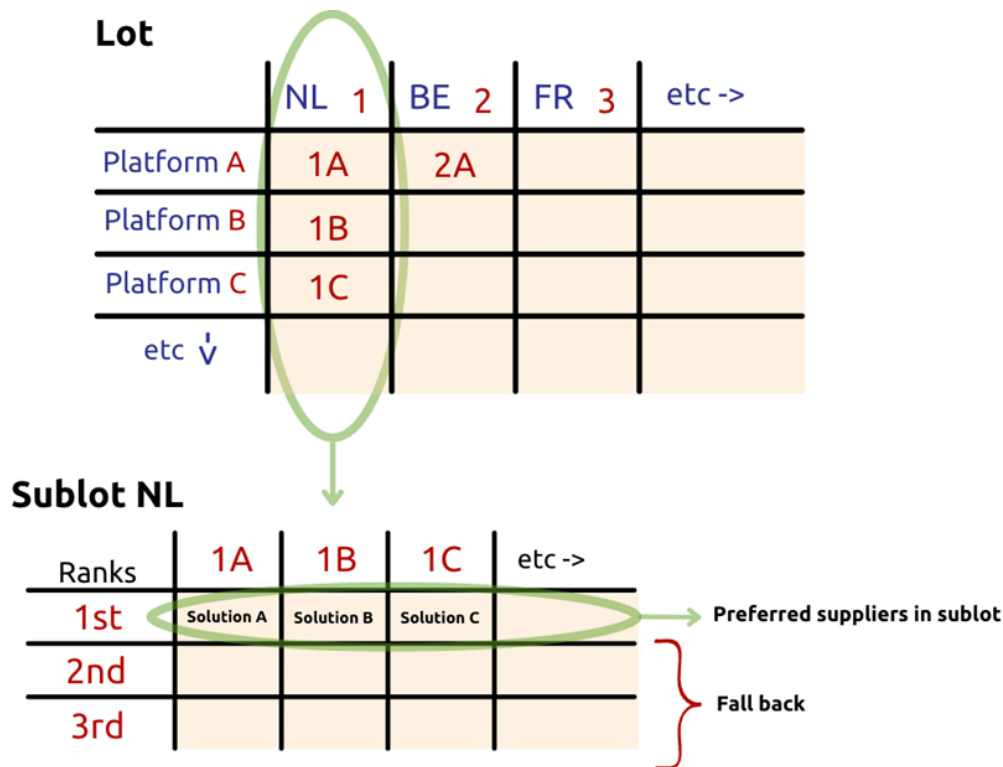 Lot
NL 1 BE 2 FR 3 etc ->
Platform A 1A 2A
Platform B 1B
Platform C 1C
etc ->
Sublot NL
Ranks 1A 1B 1C etc ->
1st Solution A Solution B Solution C Preferred suppliers in sublot
2nd
Fall back
3rd